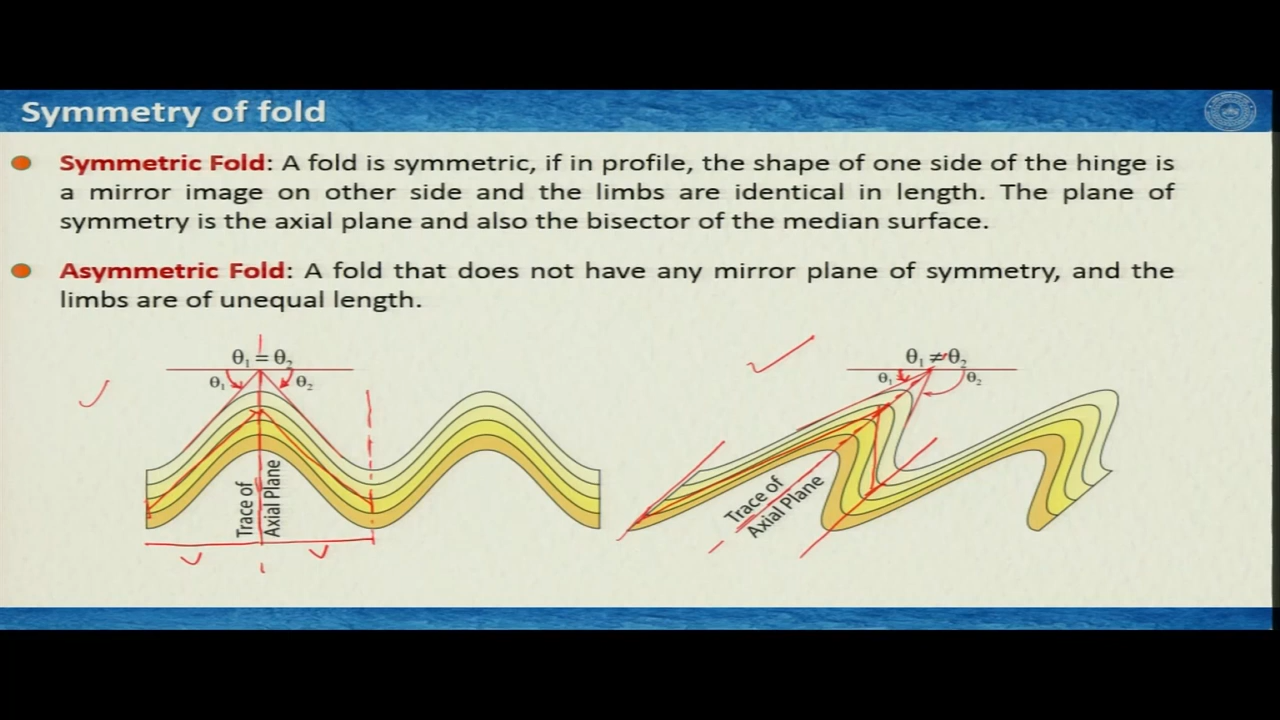 Symmetry of fold
Symmetric Fold: A fold is symmetric, if in profile, the shape of one side of the hinge is
a mirror image on other side and the limbs are identical in length. The plane of
symmetry is the axial plane and also the bisector of the median surface.
Asymmetric Fold: A fold that does not have any mirror plane of symmetry, and the
limbs are of unequal length.
θ₁ = θ₂
θ₁
θ₂
Trace of
Axial Plane
θ₁ ≠ θ₂
θ₁
θ₂
Trace of
Axial Plane